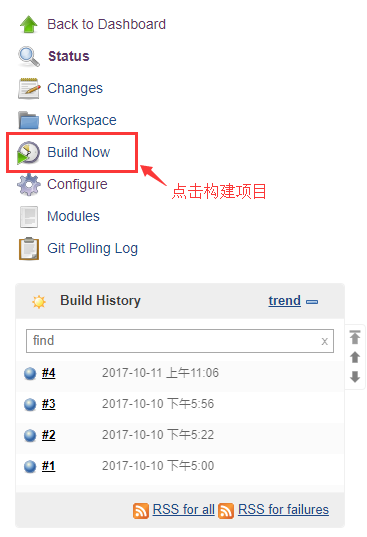 Back to Dashboard
Status
Changes
Workspace
Build Now
Configure
点击构建项目
Modules
Git Polling Log
Build History trend
find x
#4 2017-10-11 上午11:06
#3 2017-10-10 下午5:56
#2 2017-10-10 下午5:22
#1 2017-10-10 下午5:00
RSS for all RSS for failures